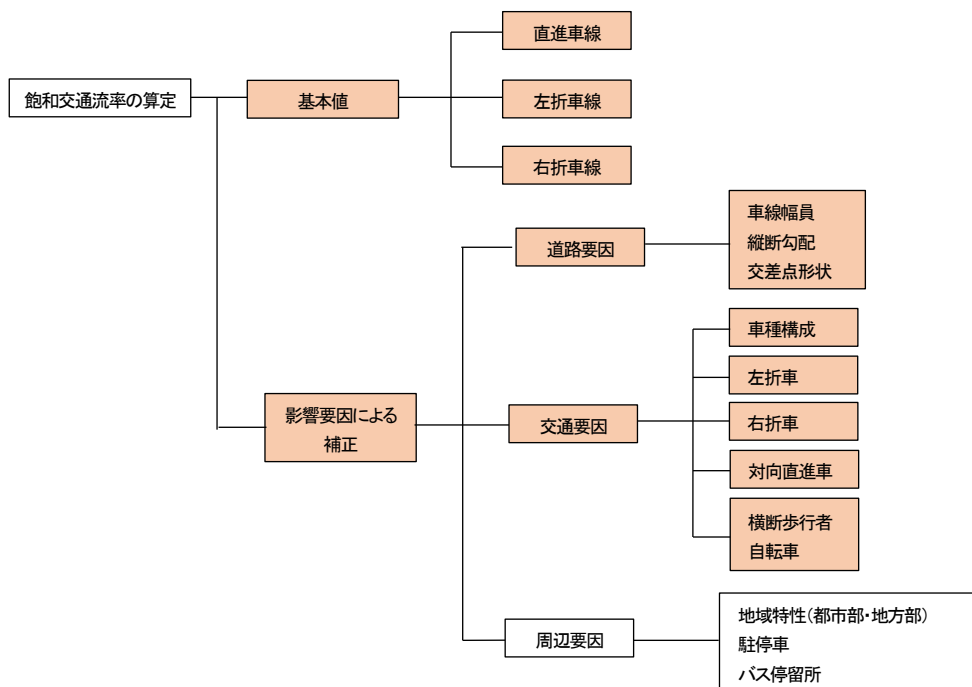 飽和交通流率の算定
基本値
直進車線
左折車線
右折車線
影響要因による
補正
道路要因
車線幅員
縦断勾配
交差点形状
交通要因
車種構成
左折車
右折車
対向直進車
横断歩行者
自転車
周辺要因
地域特性(都市部・地方部)
駐停車
バス停留所